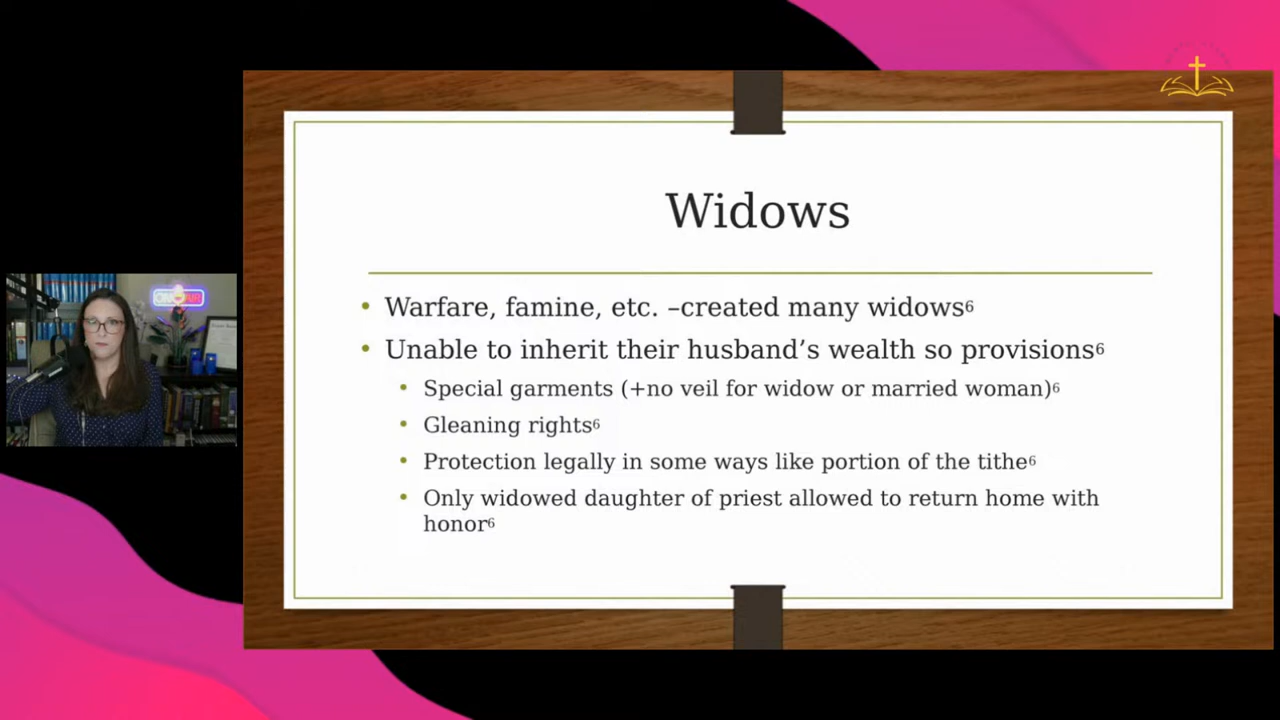 Widows
• Warfare, famine, etc. –created many widows6
• Unable to inherit their husband’s wealth so provisions6
• Special garments (+no veil for widow or married woman)6
• Gleaning rights6
• Protection legally in some ways like portion of the tithe6
• Only widowed daughter of priest allowed to return home with
honor6